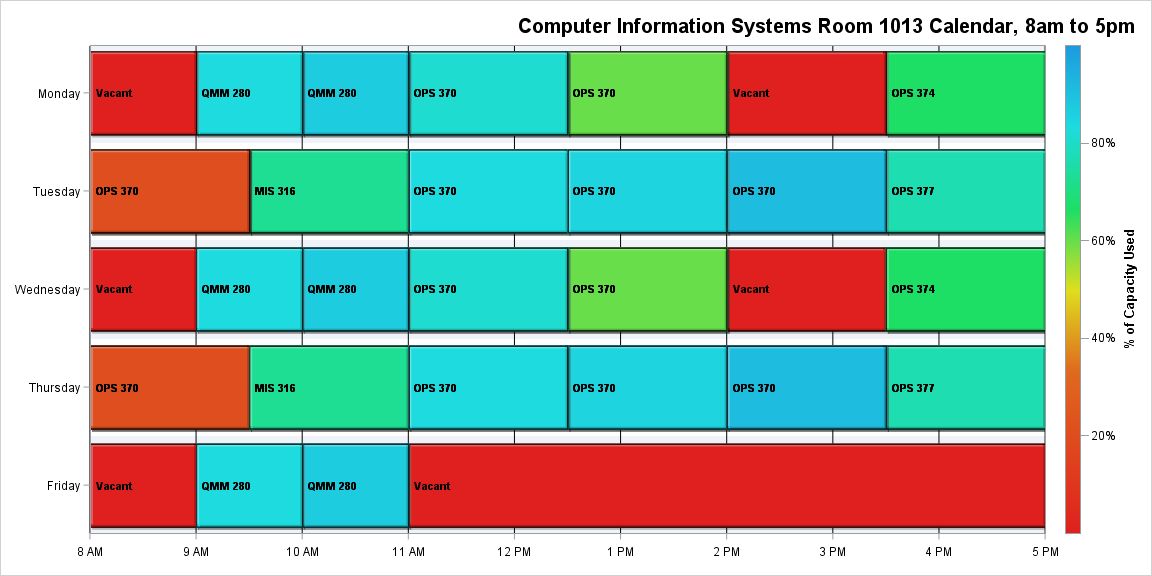 Computer Information Systems Room 1013 Calendar, 8am to 5pm
Monday Vacant QMM 280 QMM 280 OPS 370 OPS 370 Vacant OPS 374
80%
Tuesday OPS 370 MIS 316 OPS 370 OPS 370 OPS 370 OPS 377
60%
% of Capacity Used
Wednesday Vacant QMM 280 QMM 280 OPS 370 OPS 370 Vacant OPS 374
40%
Thursday OPS 370 MIS 316 OPS 370 OPS 370 OPS 370 OPS 377
20%
Friday Vacant QMM 280 QMM 280 Vacant
8 AM 9 AM 10 AM 11 AM 12 PM 1 PM 2 PM 3 PM 4 PM 5 PM